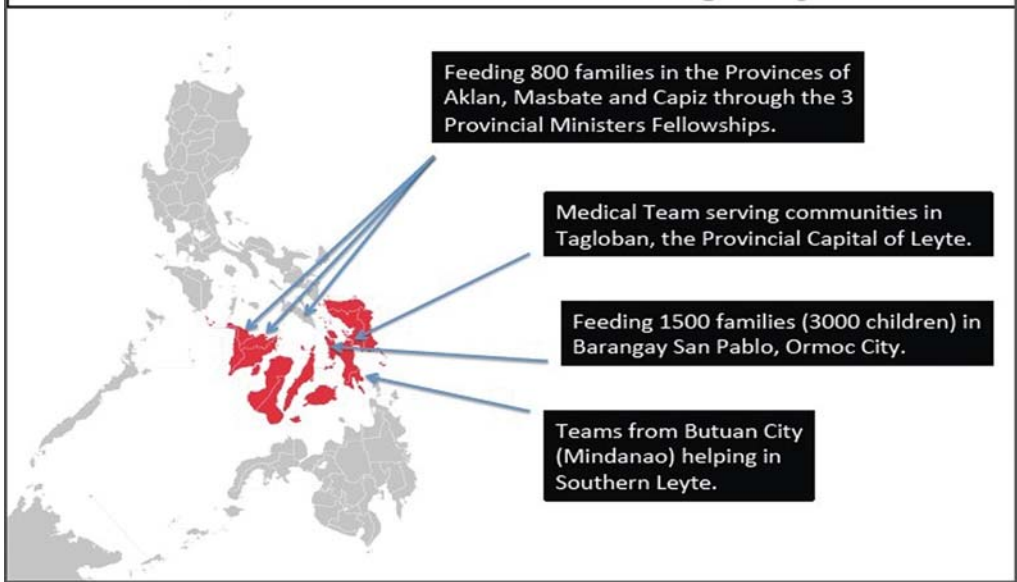 Feeding 800 families in the Provinces of
Aklan, Masbate and Capiz through the 3
Provincial Ministers Fellowships.
Medical Team serving communities in
Tagloban, the Provincial Capital of Leyte.
Feeding 1500 families (3000 children) in
Barangay San Pablo, Ormoc City.
Teams from Butuan City
(Mindanao) helping in
Southern Leyte.